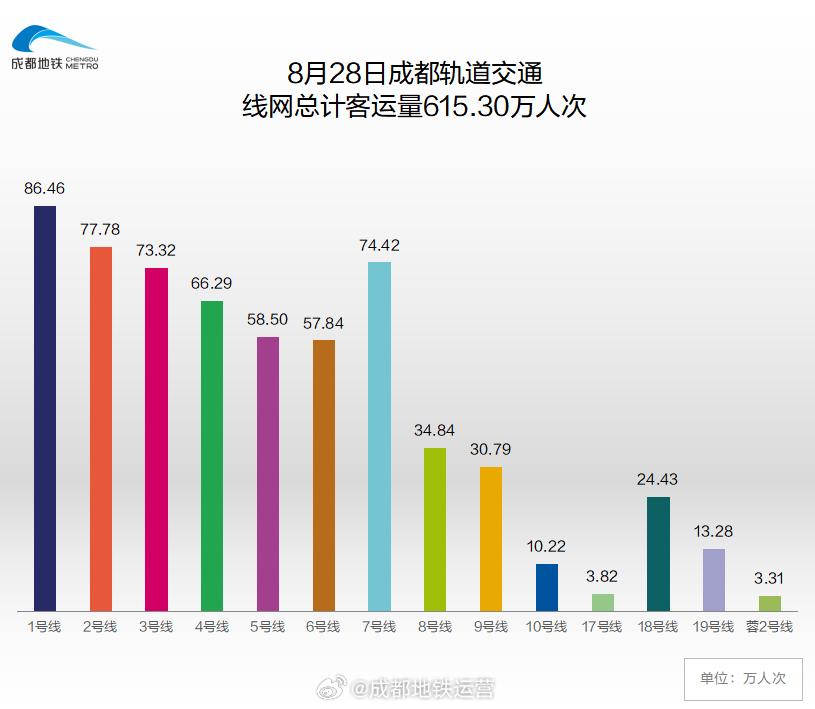 成都地铁 CHENGDU METRO
8月28日成都轨道交通
线网总计客运量615.30万人次
86.46
77.78
73.32
66.29
58.50
57.84
74.42
34.84
30.79
10.22
3.82
24.43
13.28
3.31
1号线 2号线 3号线 4号线 5号线 6号线 7号线 8号线 9号线 10号线 17号线 18号线 19号线 蓉2号线
单位：万人次
@成都地铁运营